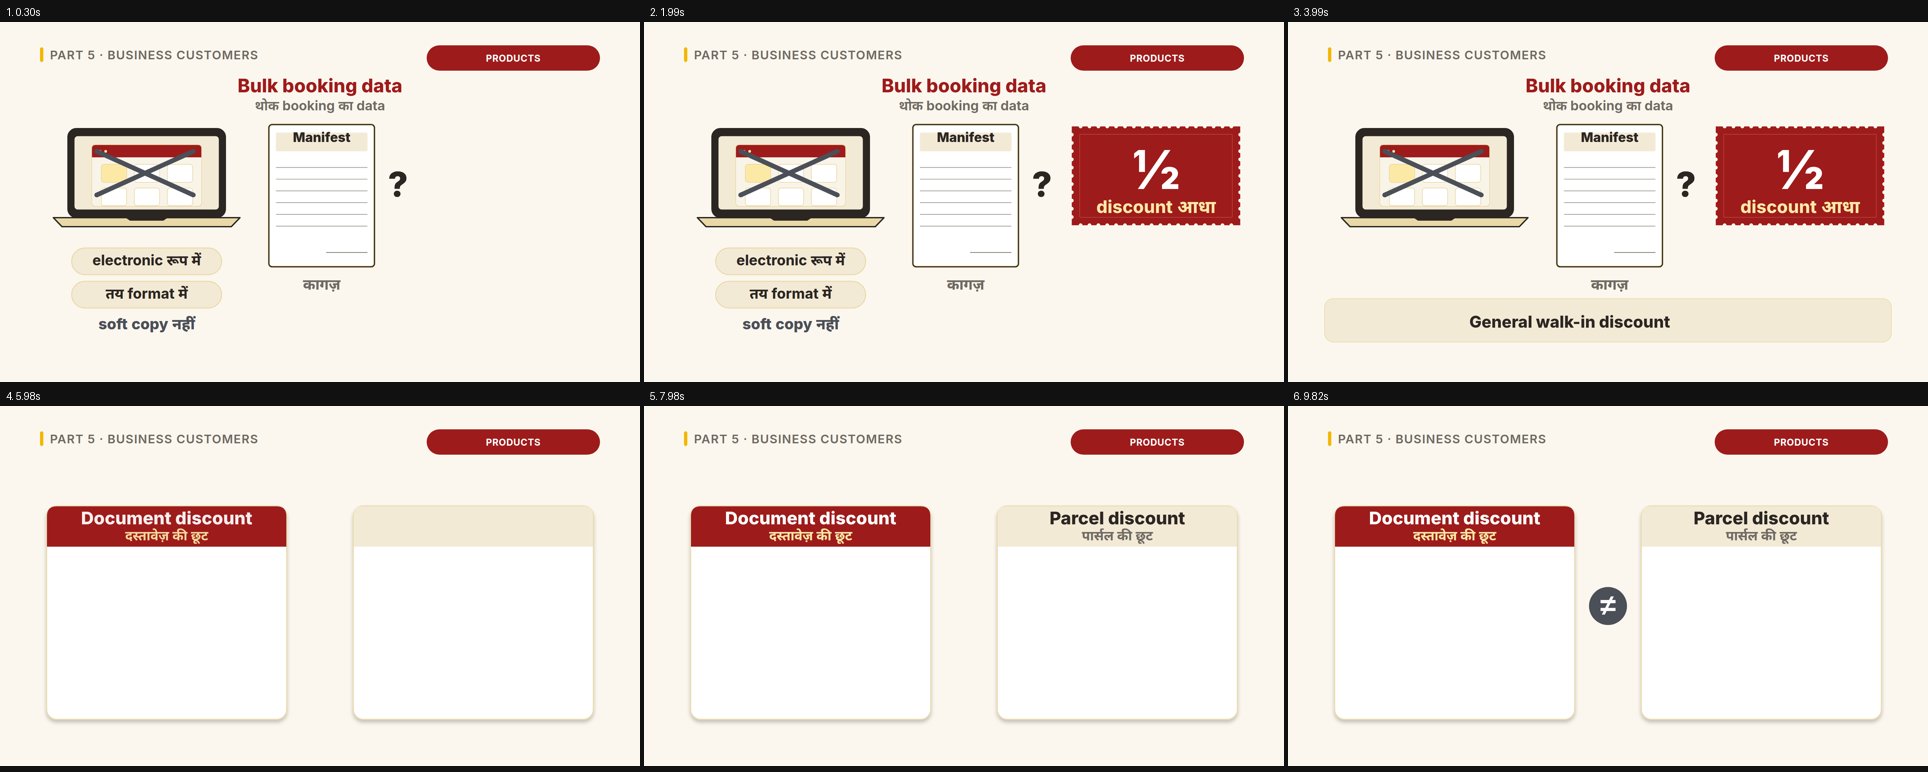 1. 0.30s
PART 5 · BUSINESS CUSTOMERS
PRODUCTS
Bulk booking data
थोक booking का data
Manifest
?
electronic रूप में
तय format में
soft copy नहीं
कागज़
2. 1.99s
PART 5 · BUSINESS CUSTOMERS
PRODUCTS
Bulk booking data
थोक booking का data
Manifest
?
½
discount आधा
electronic रूप में
तय format में
soft copy नहीं
कागज़
3. 3.99s
PART 5 · BUSINESS CUSTOMERS
PRODUCTS
Bulk booking data
थोक booking का data
Manifest
?
½
discount आधा
कागज़
General walk-in discount
4. 5.98s
PART 5 · BUSINESS CUSTOMERS
PRODUCTS
Document discount
दस्तावेज़ की छूट
5. 7.98s
PART 5 · BUSINESS CUSTOMERS
PRODUCTS
Document discount
दस्तावेज़ की छूट
Parcel discount
पार्सल की छूट
6. 9.82s
PART 5 · BUSINESS CUSTOMERS
PRODUCTS
Document discount
दस्तावेज़ की छूट
≠
Parcel discount
पार्सल की छूट